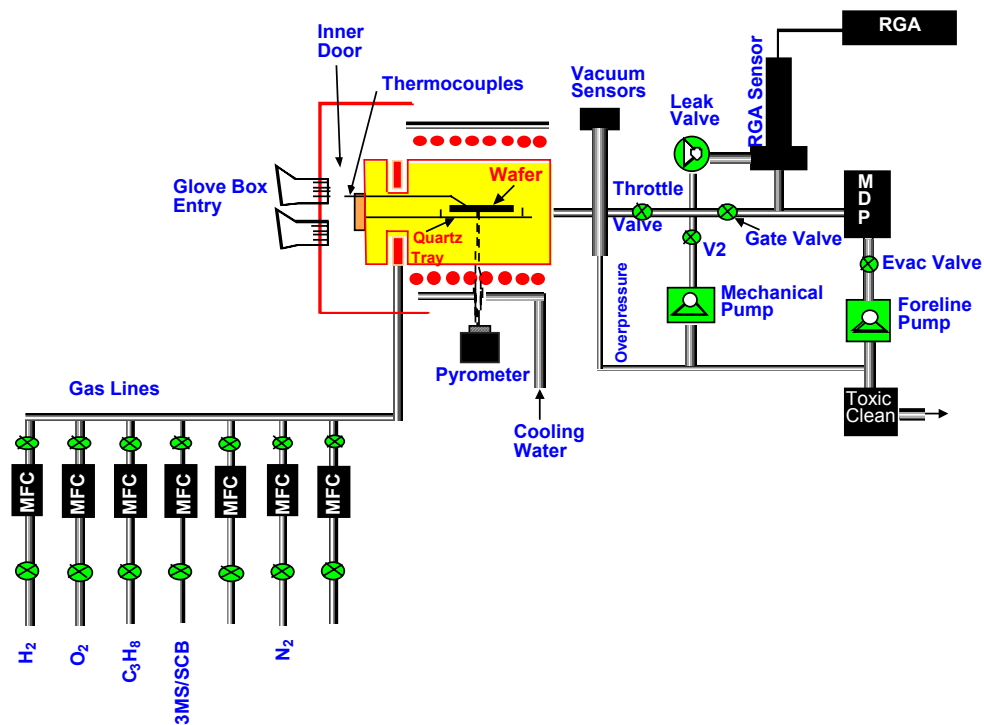 Inner
Door
Thermocouples
Glove Box
Entry
Wafer
Quartz
Tray
Pyrometer
Cooling
Water
Gas Lines
Vacuum
Sensors
Leak
Valve
RGA Sensor
RGA
Throttle
Valve
Gate Valve
V2
MDP
Evac Valve
Mechanical
Pump
Foreline
Pump
Overpressure
Toxic
Clean
MFC
MFC
MFC
MFC
MFC
MFC
MFC
H2
O2
C3H8
3MS/SCB
N2